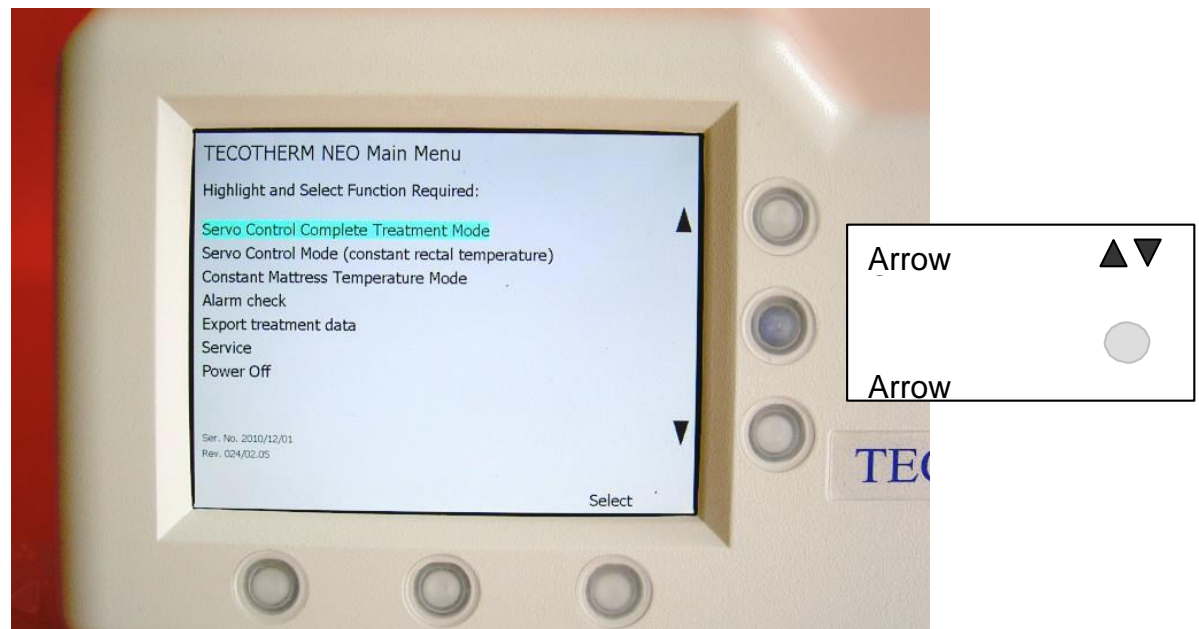 TECOTHERM NEO Main Menu
Highlight and Select Function Required:
Servo Control Complete Treatment Mode
Servo Control Mode (constant rectal temperature)
Constant Mattress Temperature Mode
Alarm check
Export treatment data
Service
Power Off
Ser. No. 2010/12/01
Rev. 024/02.05
Select
Arrow ▲▼
Arrow
TEC